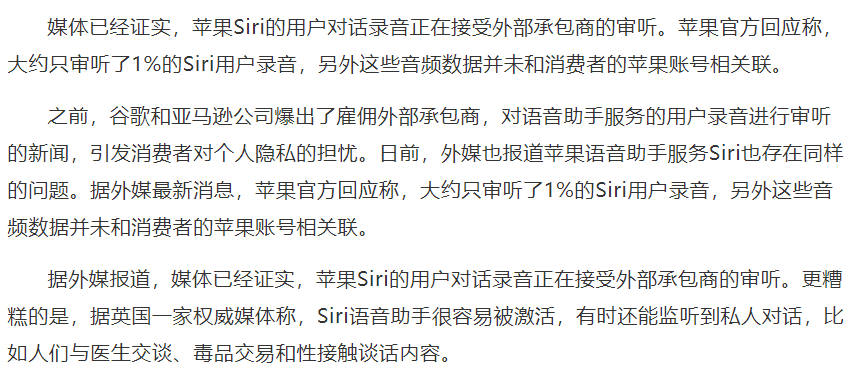 媒体已经证实，苹果Siri的用户对话录音正在接受外部承包商的审听。苹果官方回应称，
大约只审听了1%的Siri用户录音，另外这些音频数据并未和消费者的苹果账号相关联。
之前，谷歌和亚马逊公司爆出了雇佣外部承包商，对语音助手服务的用户录音进行审听
的新闻，引发消费者对个人隐私的担忧。日前，外媒也报道苹果语音助手服务Siri也存在同样
的问题。据外媒最新消息，苹果官方回应称，大约只审听了1%的Siri用户录音，另外这些音
频数据并未和消费者的苹果账号相关联。
据外媒报道，媒体已经证实，苹果Siri的用户对话录音正在接受外部承包商的审听。更糟
糕的是，据英国一家权威媒体称，Siri语音助手很容易被激活，有时还能监听到私人对话，比
如人们与医生交谈、毒品交易和性接触谈话内容。